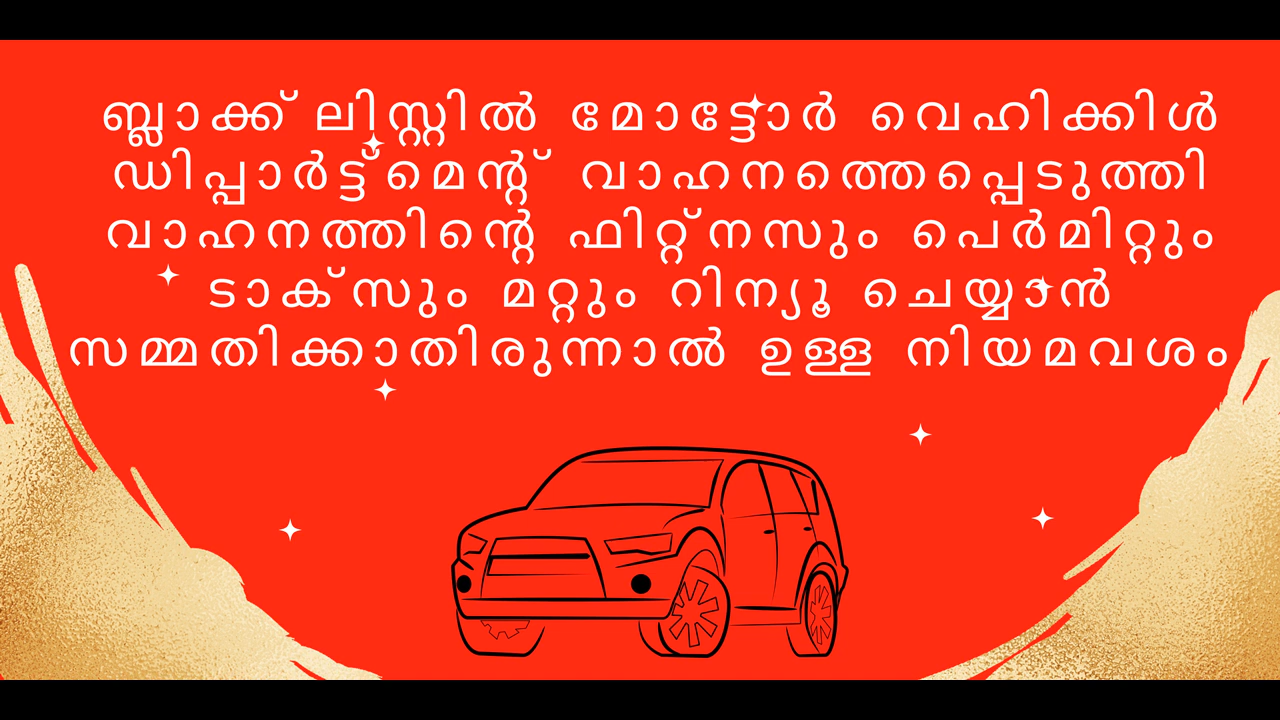 ബ്ലാക്ക് ലിസ്റ്റിൽ മോട്ടോർ വെഹിക്കിൾ
ഡിപ്പാർട്ട്മെന്റ് വാഹനത്തെപ്പെടുത്തി
വാഹനത്തിന്റെ ഫിറ്റ്നസും പെർമിറ്റും
ടാക്സും മറ്റും റിന്യൂ ചെയ്യാൻ
സമ്മതിക്കാതിരുന്നാൽ ഉള്ള നിയമവശം